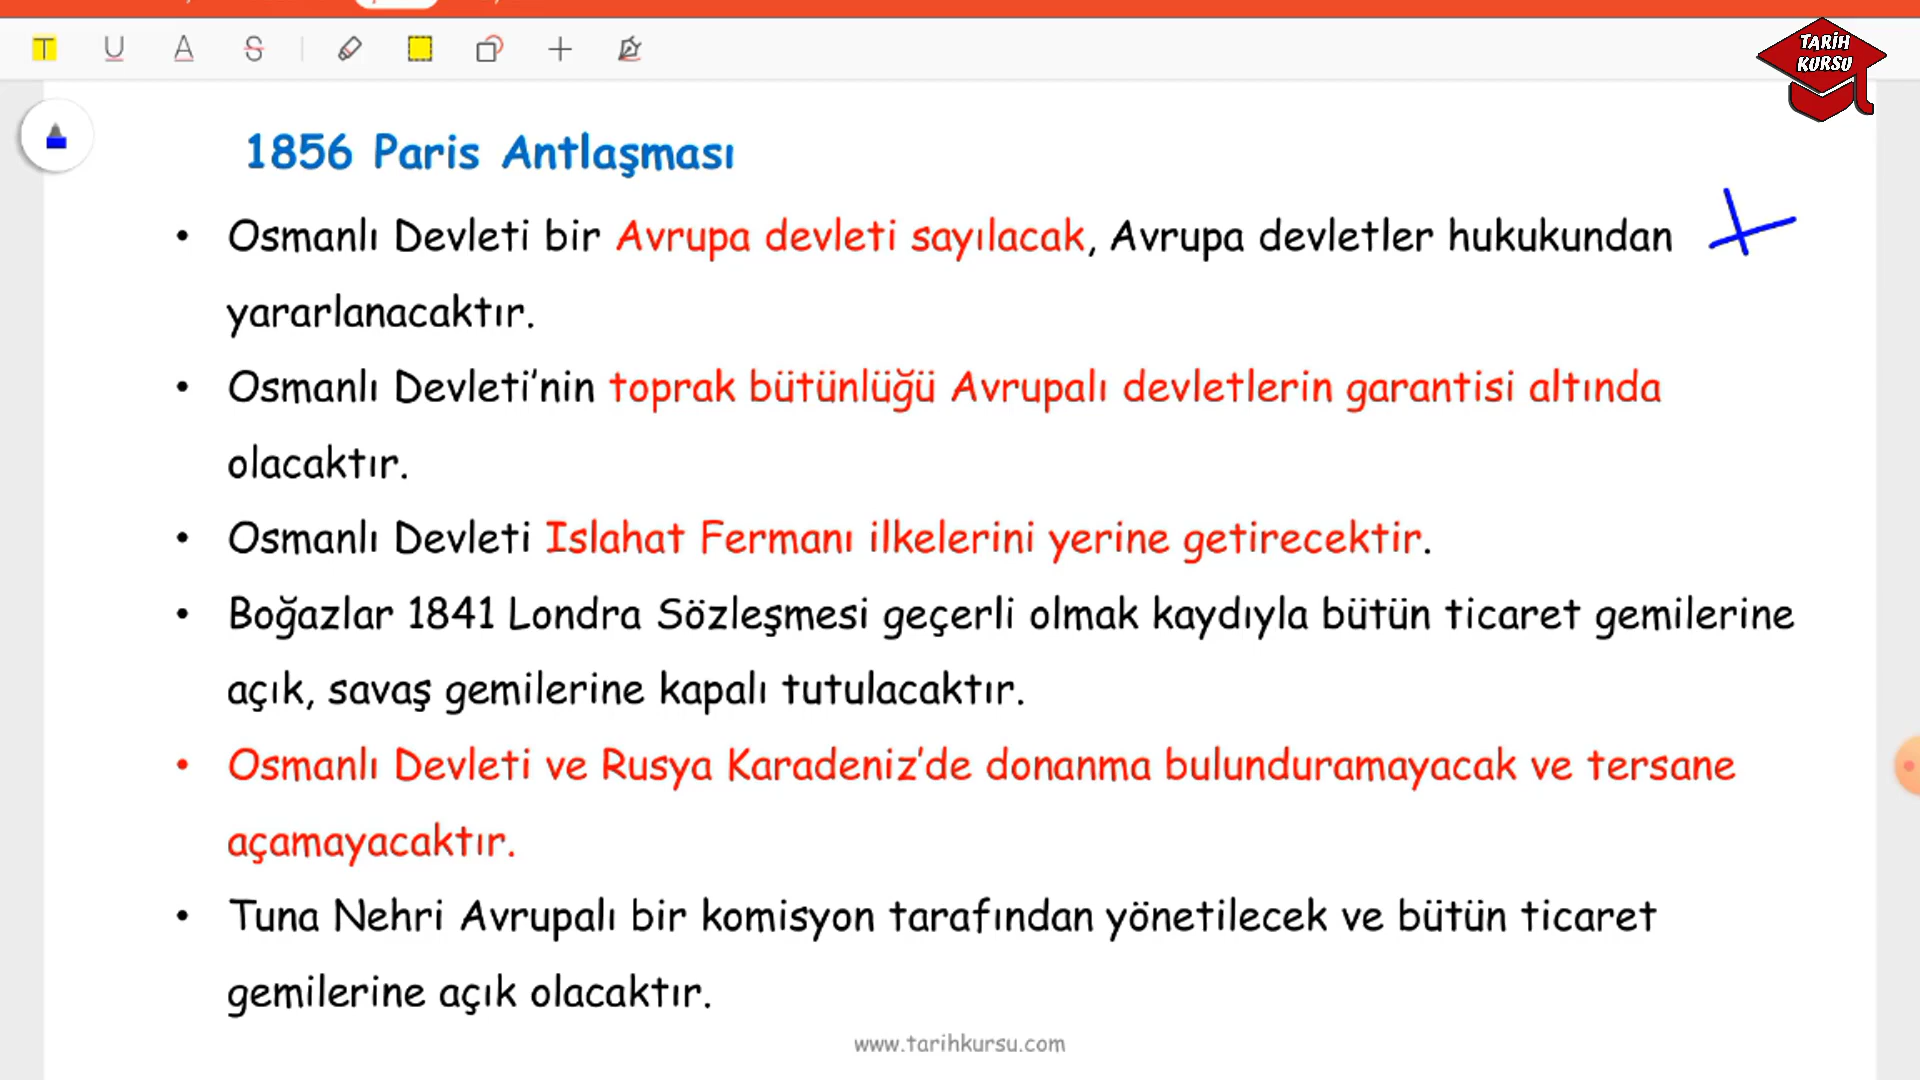 TARİH
KURSU
1856 Paris Antlaşması
• Osmanlı Devleti bir Avrupa devleti sayılacak, Avrupa devletler hukukundan
yararlanacaktır.
• Osmanlı Devleti'nin toprak bütünlüğü Avrupalı devletlerin garantisi altında
olacaktır.
• Osmanlı Devleti Islahat Fermanı ilkelerini yerine getirecektir.
• Boğazlar 1841 Londra Sözleşmesi geçerli olmak kaydıyla bütün ticaret gemilerine
açık, savaş gemilerine kapalı tutulacaktır.
• Osmanlı Devleti ve Rusya Karadeniz'de donanma bulunduramayacak ve tersane
açamayacaktır.
• Tuna Nehri Avrupalı bir komisyon tarafından yönetilecek ve bütün ticaret
gemilerine açık olacaktır.
www.tarihkursu.com